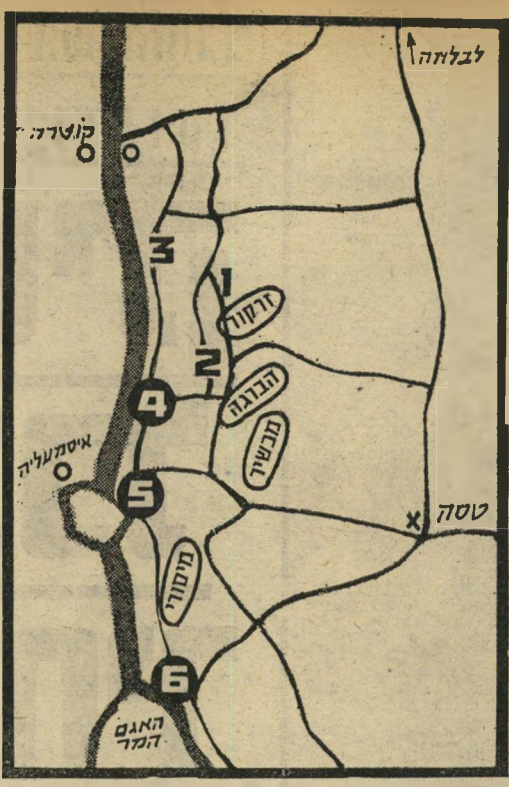 לבלוזה
קנטרה
3
1
זרקור
2
הברגה
4
מכשיר
איסמעליה
5
טסה
מיסורי
6
האגם
המר